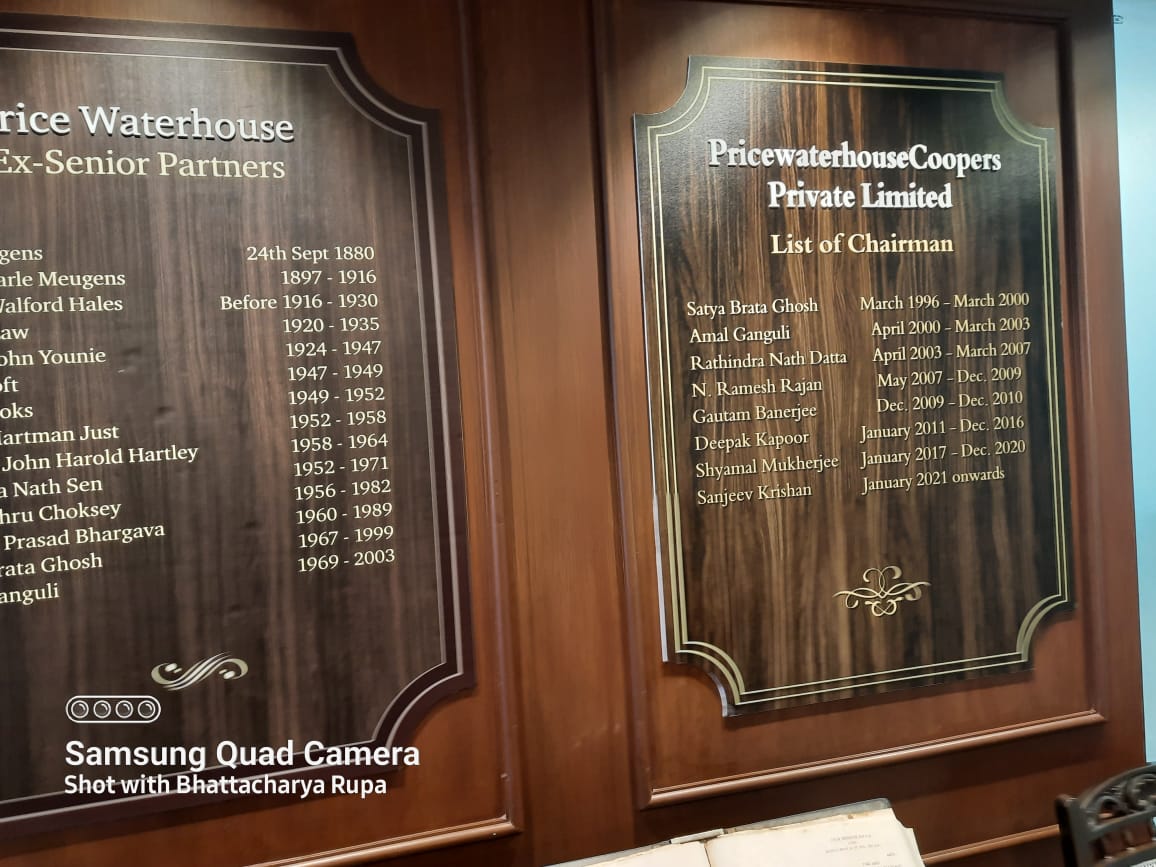 rice Waterhouse
Ex-Senior Partners
gens 24th Sept 1880
arle Meugens 1897 - 1916
Walford Hales Before 1916 - 1930
aw 1920 - 1935
ohn Younie 1924 - 1947
oft 1947 - 1949
oks 1949 - 1952
Hartman Just 1952 - 1958
John Harold Hartley 1958 - 1964
a Nath Sen 1952 - 1971
hru Choksey 1956 - 1982
Prasad Bhargava 1960 - 1989
rata Ghosh 1967 - 1999
anguli 1969 - 2003
PricewaterhouseCoopers
Private Limited
List of Chairman
Satya Brata Ghosh March 1996 - March 2000
Amal Ganguli April 2000 - March 2003
Rathindra Nath Datta April 2003 - March 2007
N. Ramesh Rajan May 2007 - Dec. 2009
Gautam Banerjee Dec. 2009 - Dec. 2010
Deepak Kapoor January 2011 - Dec. 2016
Shyamal Mukherjee January 2017 - Dec. 2020
Sanjeev Krishan January 2021 onwards
Samsung Quad Camera
Shot with Bhattacharya Rupa